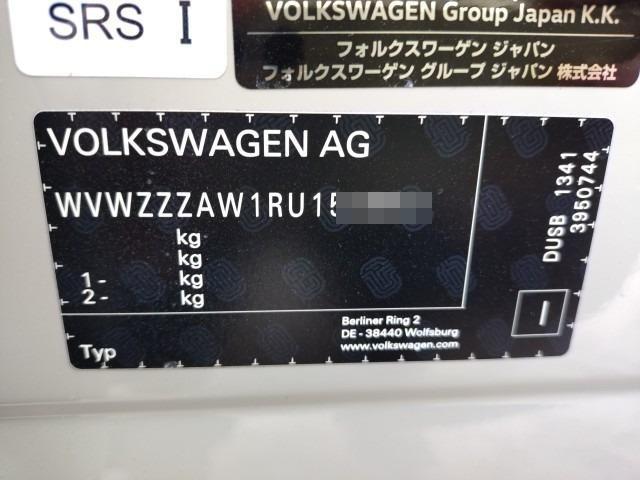 SRS I
VOLKSWAGEN Group Japan K.K.
フォルクスワーゲン ジャパン
フォルクスワーゲン グループ ジャパン 株式会社
VOLKSWAGEN AG
WVWZZZAW1RU15
kg
kg
1- kg
2- kg
Typ
Berliner Ring 2
DE - 38440 Wolfsburg
www.volkswagen.com
DUSB 1341
3950744
I